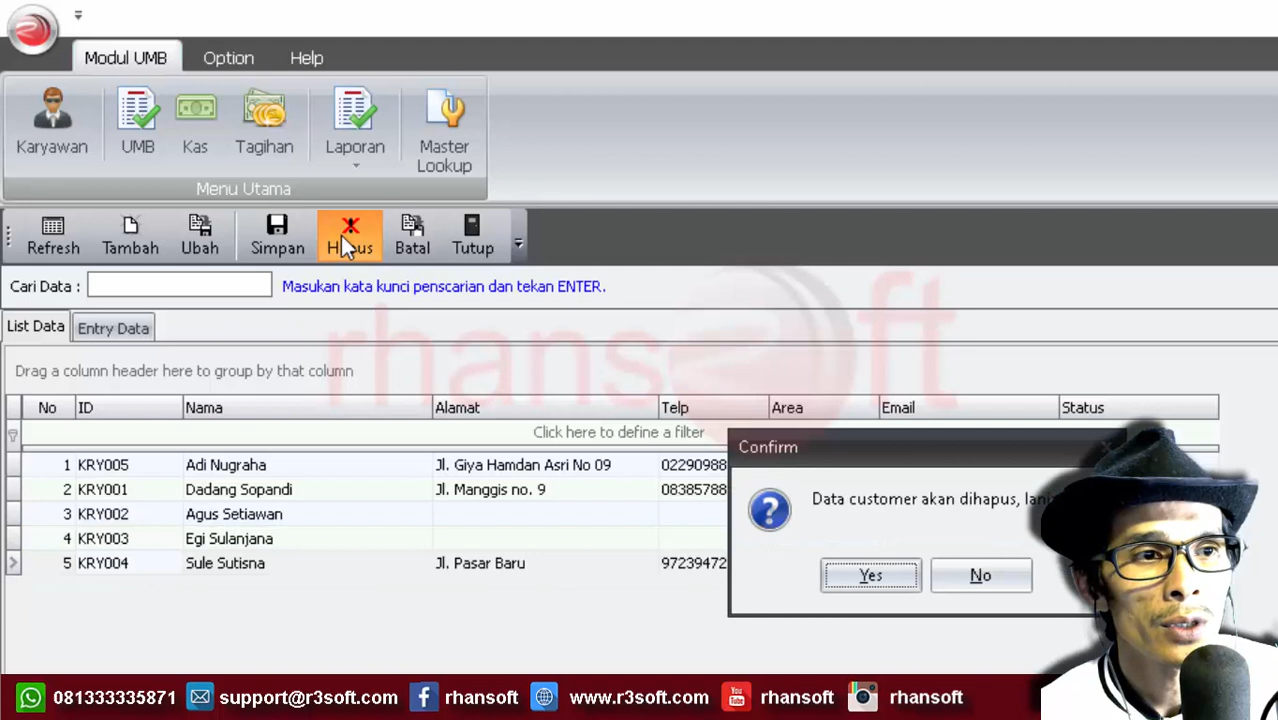 Modul UMB Option Help
Karyawan UMB Kas Tagihan Laporan Master Lookup
Menu Utama
Refresh Tambah Ubah Simpan Batal Tutup
Cari Data : Masukan kata kunci penscarian dan tekan ENTER.
List Data Entry Data
rhansoft
Drag a column header here to group by that column
No ID Nama Alamat Telp Area Email Status
Click here to define a filter
1 KRY005 Adi Nugraha Jl. Giya Hamdan Asri No 09 02290988
2 KRY001 Dadang Sopandi Jl. Manggis no. 9 08385788
3 KRY002 Agus Setiawan
4 KRY003 Egi Sulanjana
5 KRY004 Sule Sutisna Jl. Pasar Baru 97239472
Confirm
Data customer akan dihapus,
Yes No
081333335871 support@r3soft.com rhansoft www.r3soft.com rhansoft rhansoft